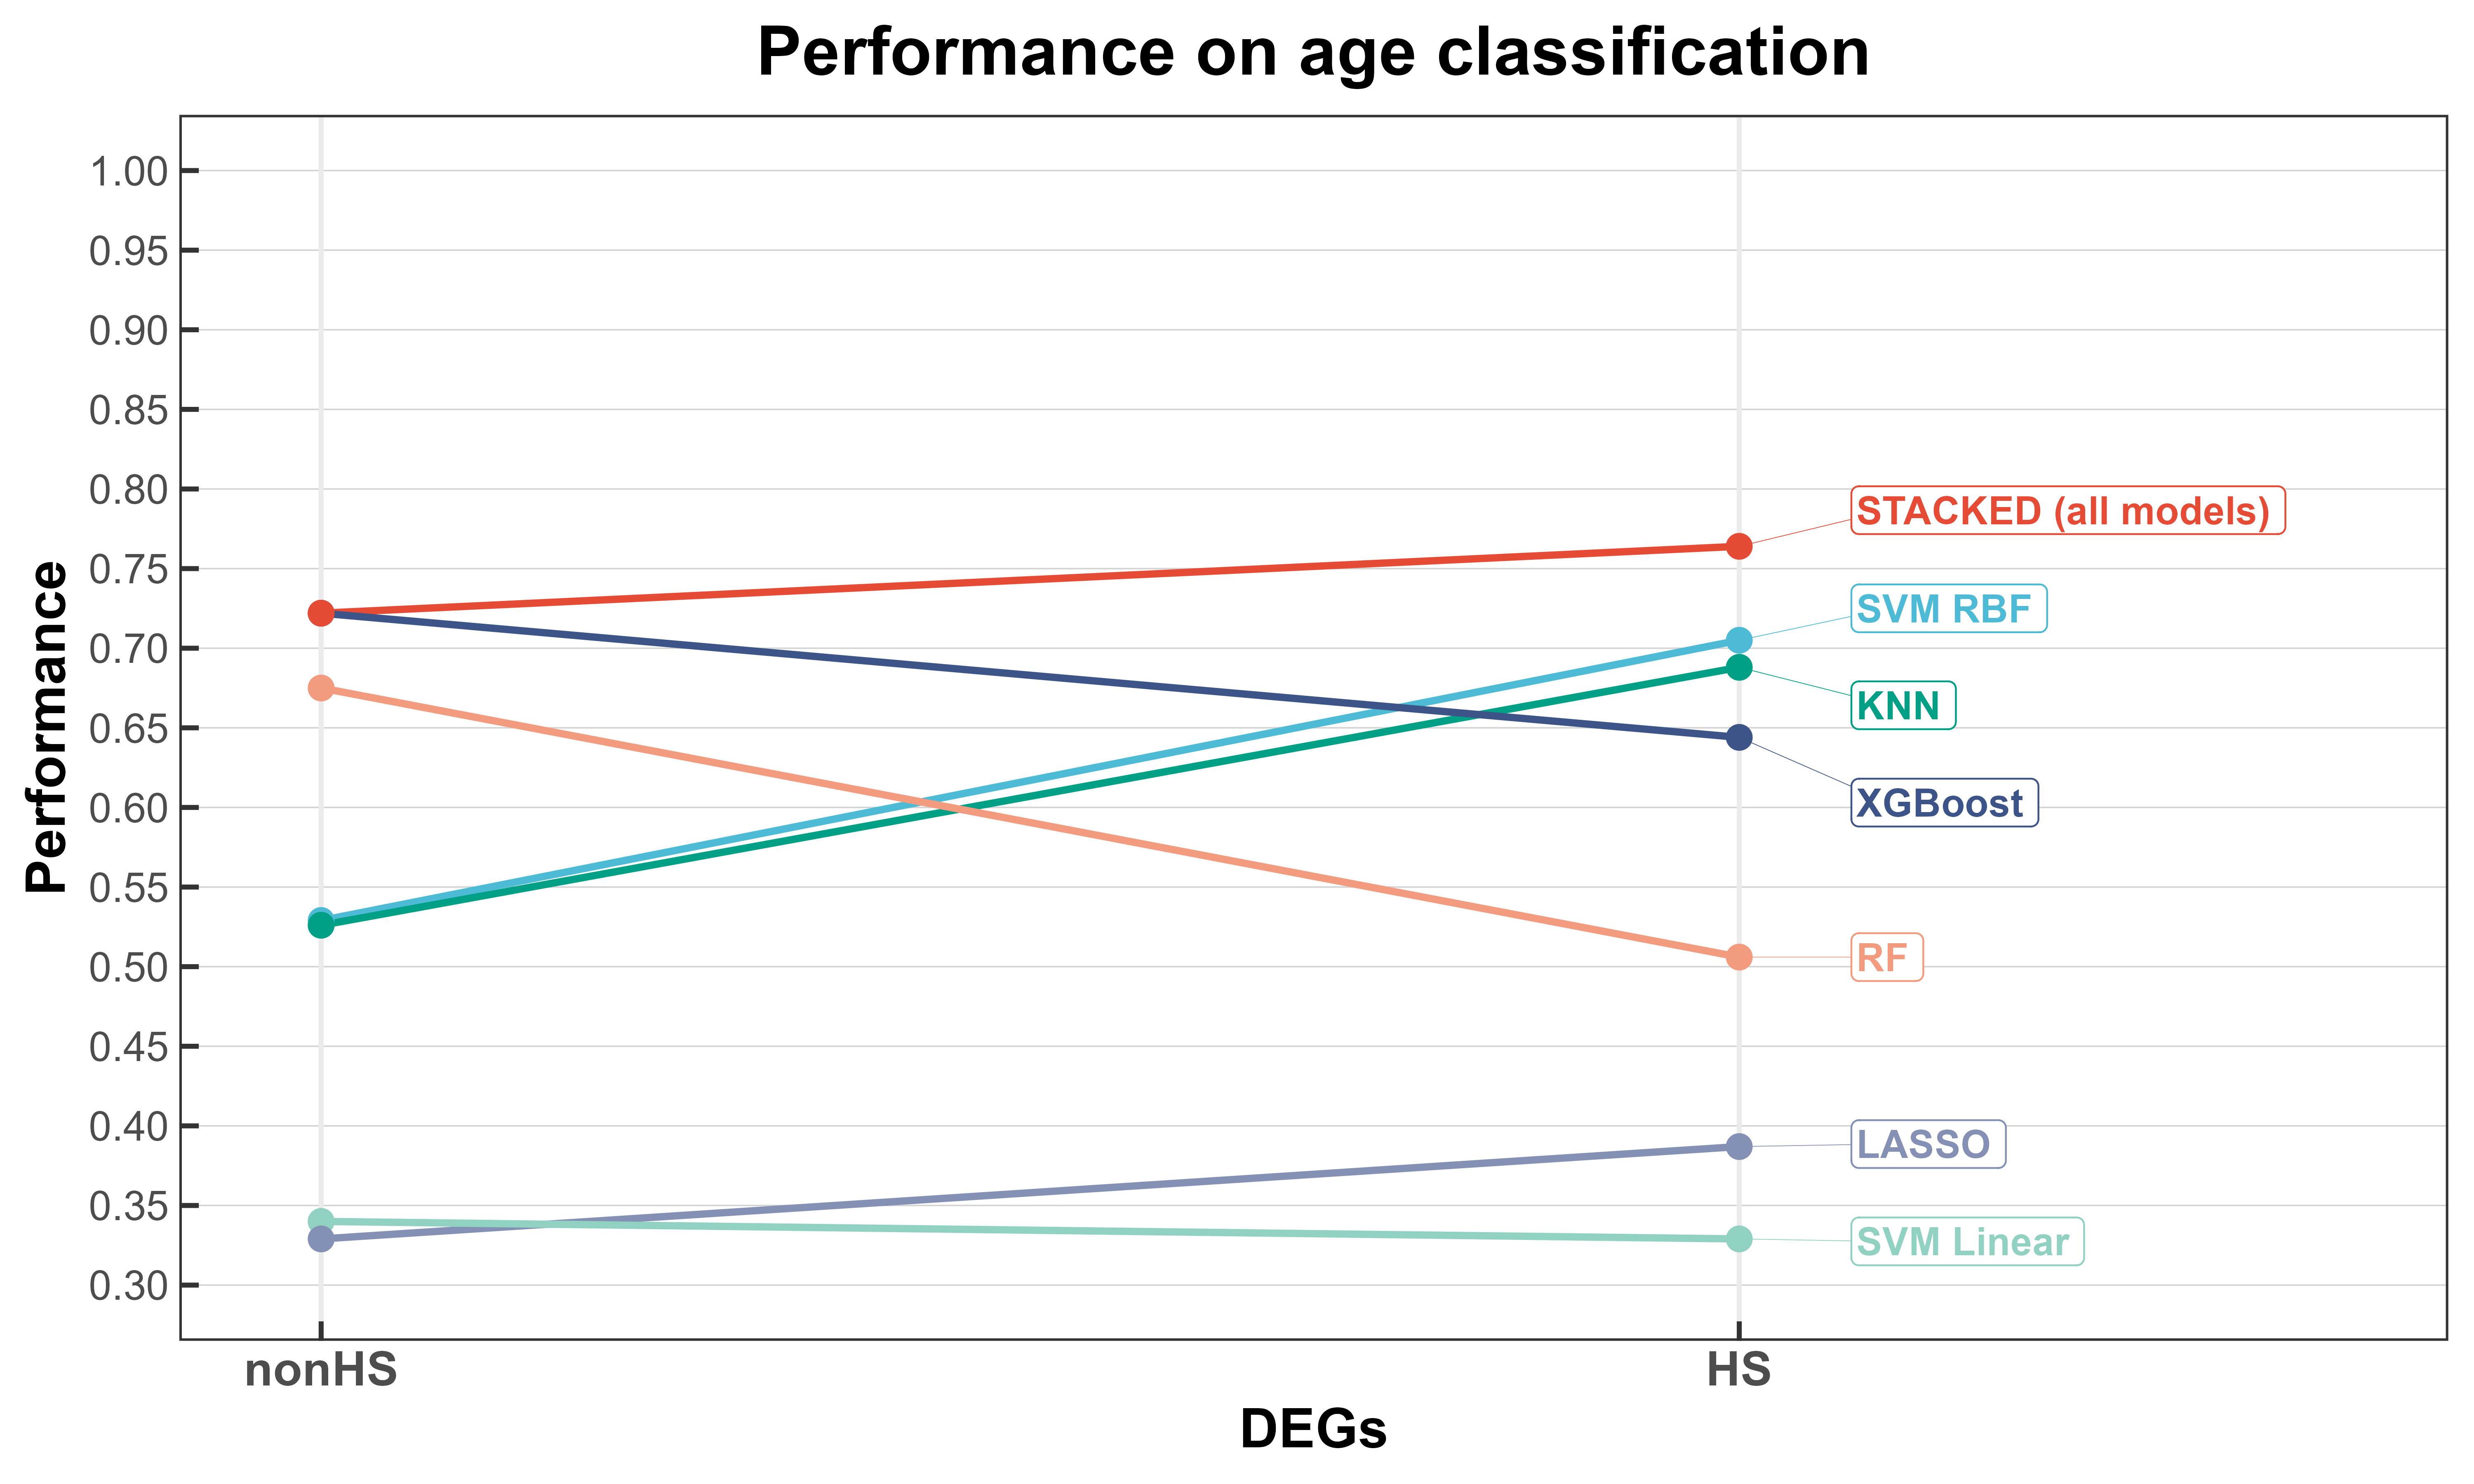 Performance on age classification
Performance
1.00
0.95
0.90
0.85
0.80
0.75
0.70
0.65
0.60
0.55
0.50
0.45
0.40
0.35
0.30
STACKED (all models)
SVM RBF
KNN
XGBoost
RF
LASSO
SVM Linear
nonHS
HS
DEGs